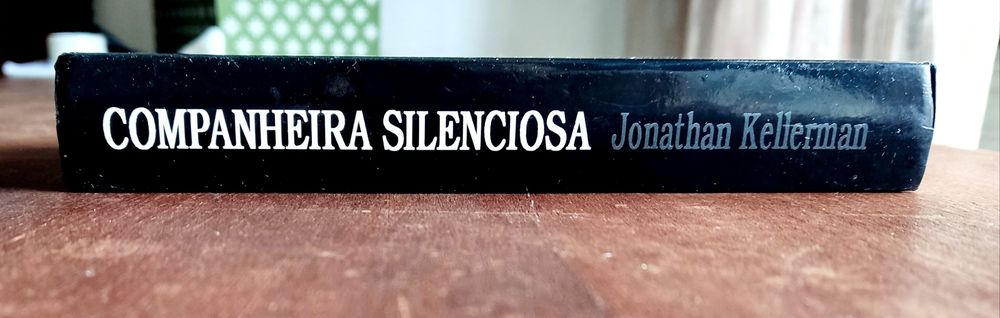 COMPANHEIRA SILENCIOSA Jonathan Kellerman